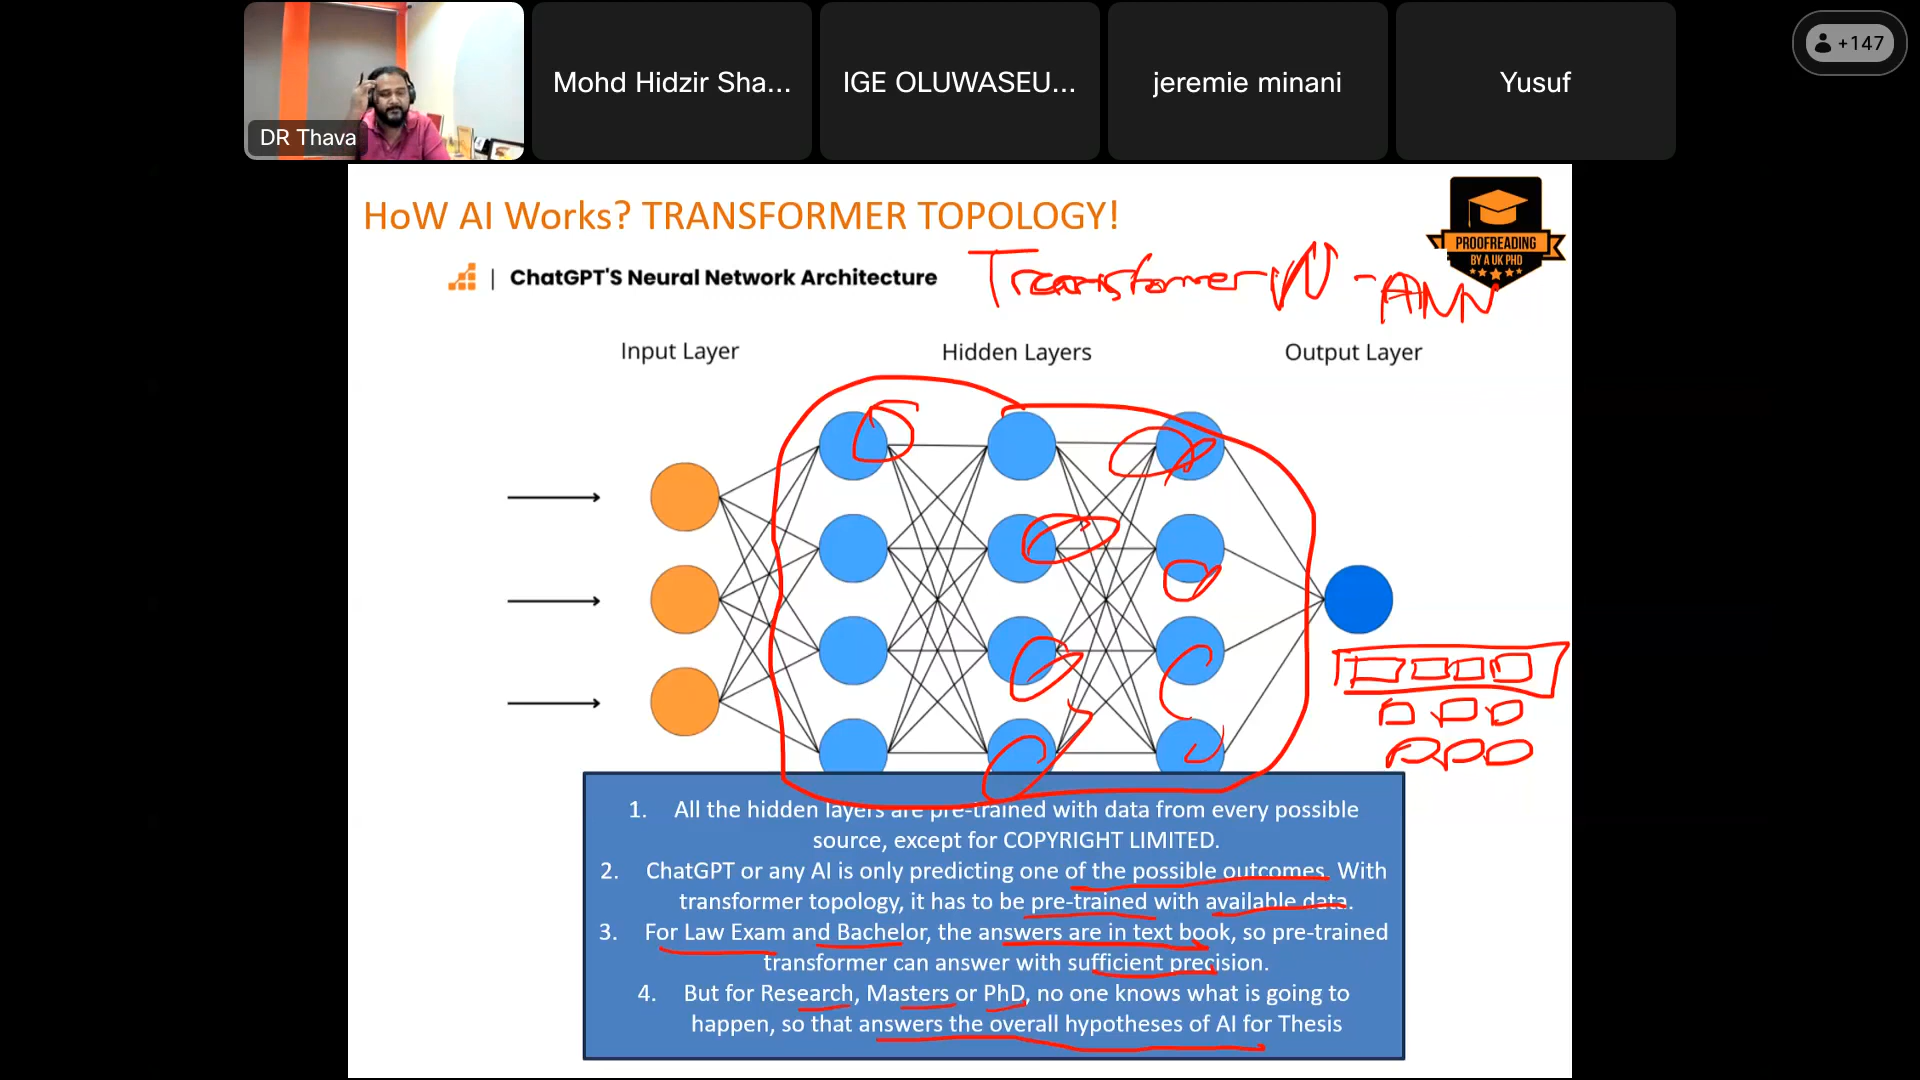 Mohd Hidzir Sha...
IGE OLUWASEU...
jeremie minani
Yusuf
+147
DR Thava
HoW AI Works? TRANSFORMER TOPOLOGY!
PROOFREADING
BY A UK PHD
| ChatGPT'S Neural Network Architecture
Transformer N - ANN
Input Layer
Hidden Layers
Output Layer
1. All the hidden layers are pre-trained with data from every possible
source, except for COPYRIGHT LIMITED.
2. ChatGPT or any AI is only predicting one of the possible outcomes. With
transformer topology, it has to be pre-trained with available data.
3. For Law Exam and Bachelor, the answers are in text book, so pre-trained
transformer can answer with sufficient precision.
4. But for Research, Masters or PhD, no one knows what is going to
happen, so that answers the overall hypotheses of AI for Thesis